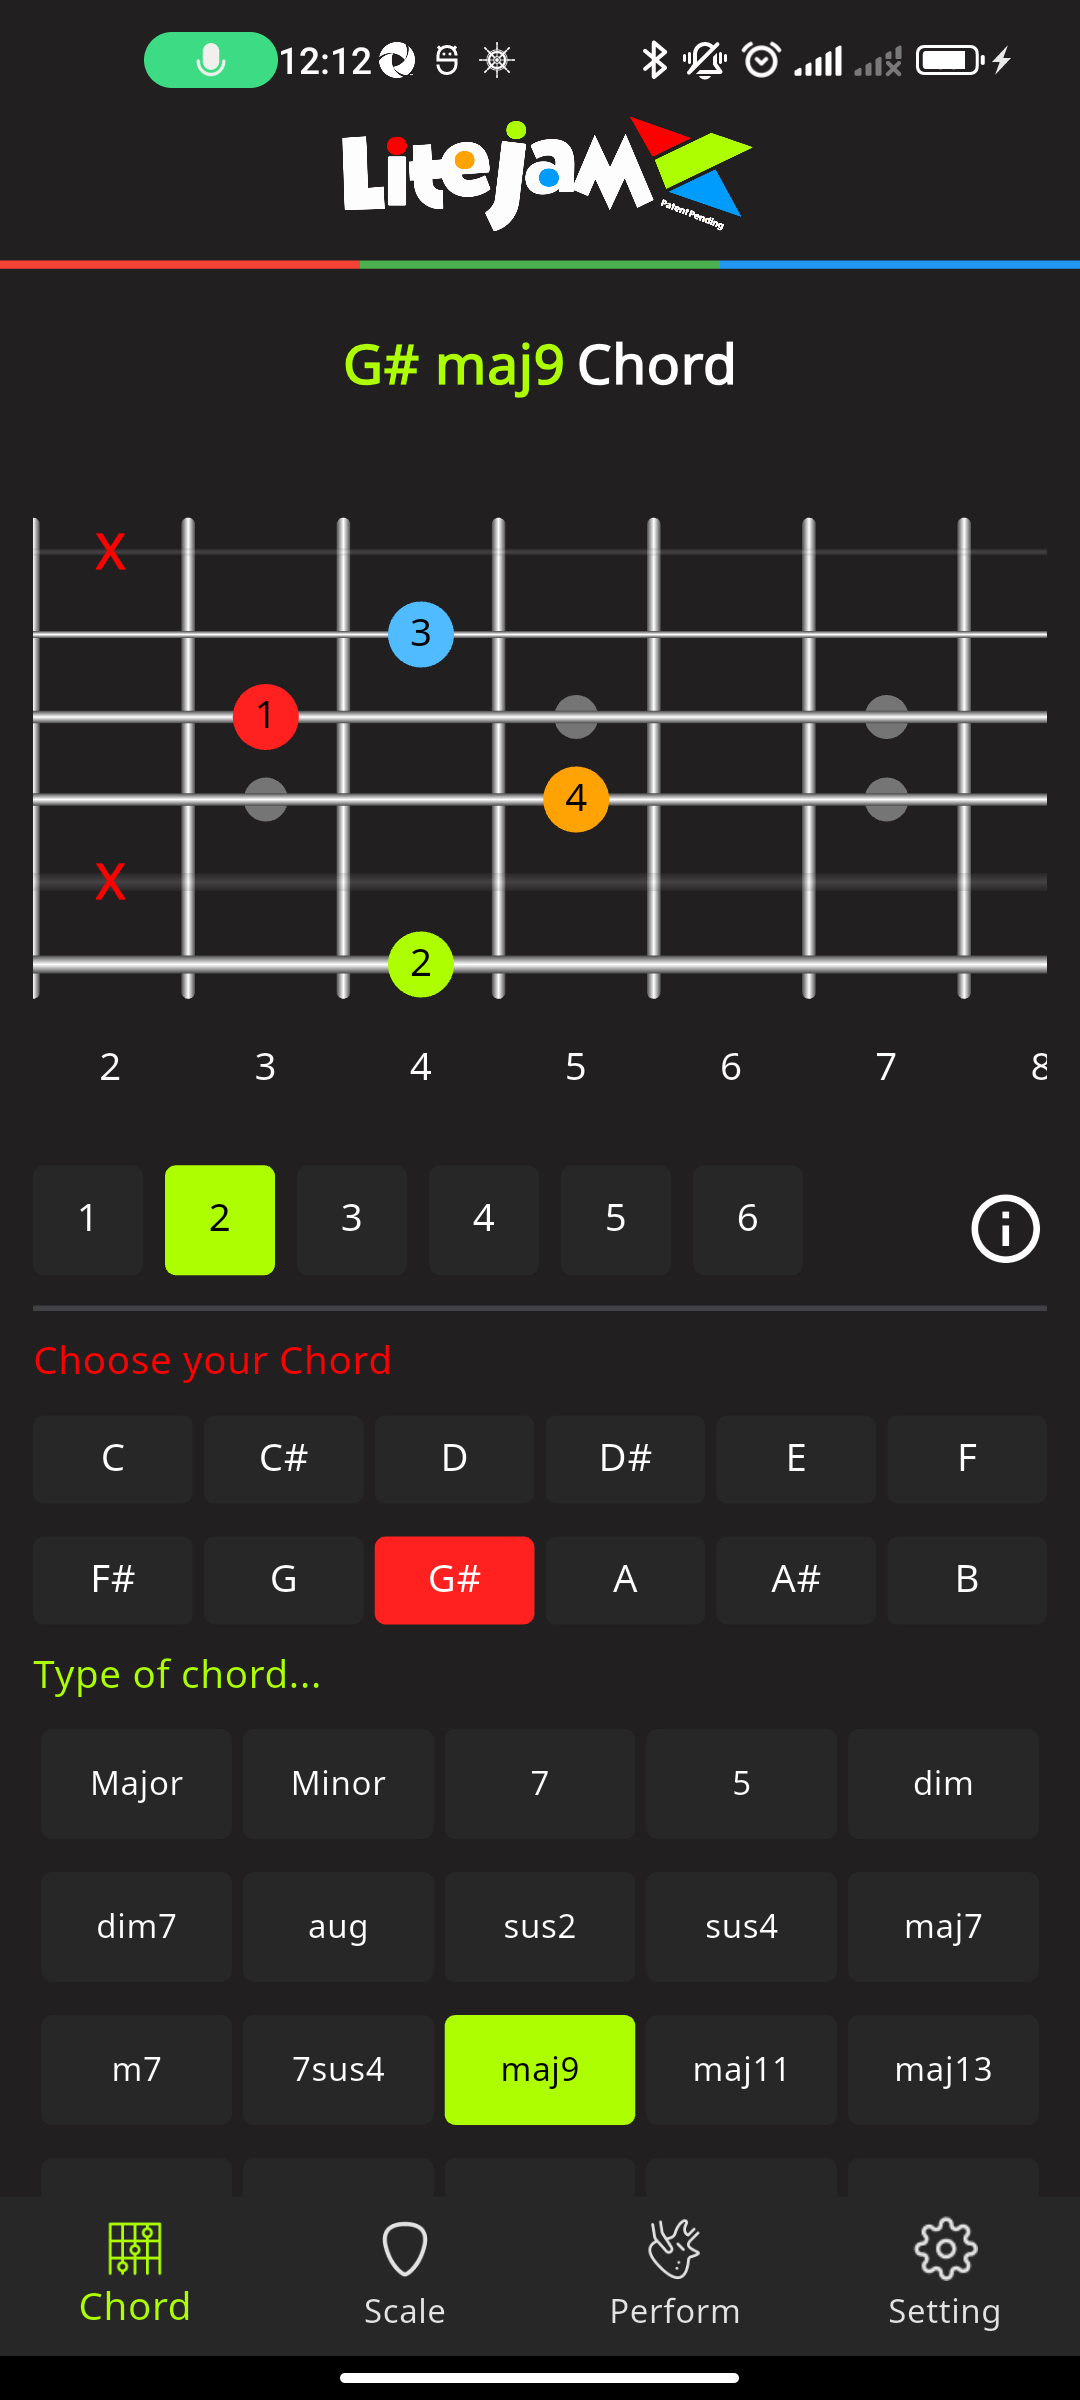 12:12
Litejam
Patent Pending
G# maj9 Chord
X
3
1
4
X
2
2 3 4 5 6 7 8
1 2 3 4 5 6
Choose your Chord
C C# D D# E F
F# G G# A A# B
Type of chord...
Major Minor 7 5 dim
dim7 aug sus2 sus4 maj7
m7 7sus4 maj9 maj11 maj13
Chord Scale Perform Setting